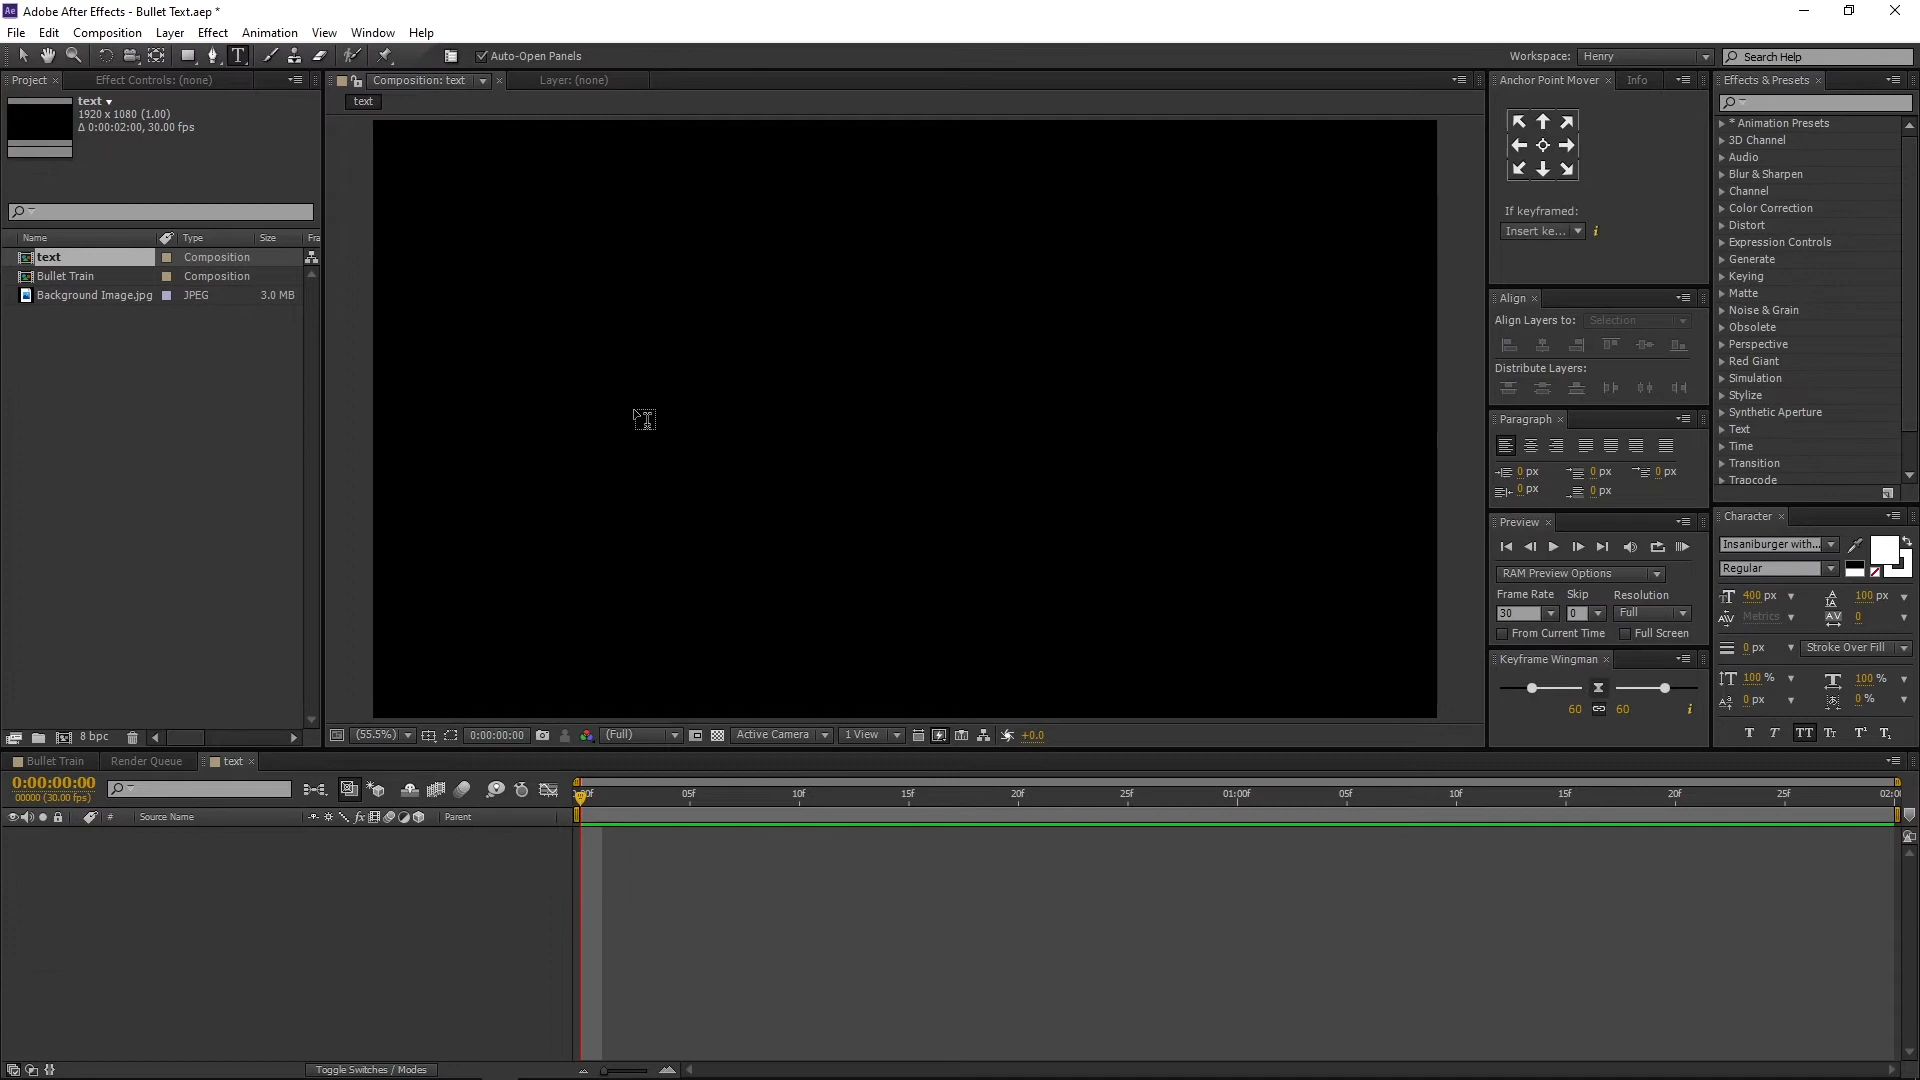 Ae Adobe After Effects - Bullet Text.aep *
File Edit Composition Layer Effect Animation View Window Help
T Auto-Open Panels Workspace: Henry Search Help
Project × Effect Controls: (none)
text
1920 x 1080 (1.00)
Δ 0:00:02:00, 30.00 fps
Name Type Size Fra
text Composition
Bullet Train Composition
Background Image.jpg JPEG 3.0 MB
8 bpc
Composition: text × Layer: (none)
text
(55.5%) 0:00:00:00 (Full) Active Camera 1 View +0.0
Anchor Point Mover × Info
If keyframed:
Insert ke... i
Align ×
Align Layers to: Selection
Distribute Layers:
Paragraph ×
0 px 0 px 0 px
0 px 0 px
Preview ×
RAM Preview Options
Frame Rate Skip Resolution
30 0 Full
From Current Time Full Screen
Keyframe Wingman ×
60 60 i
Effects & Presets ×
* Animation Presets
3D Channel
Audio
Blur & Sharpen
Channel
Color Correction
Distort
Expression Controls
Generate
Keying
Matte
Noise & Grain
Obsolete
Perspective
Red Giant
Simulation
Stylize
Synthetic Aperture
Text
Time
Transition
Trapcode
Character ×
Insaniburger with...
Regular
400 px 100 px
Metrics 0
0 px Stroke Over Fill
100 % 100 %
0 px 0 %
T T TT Tt T¹ T₁
Bullet Train Render Queue text ×
0:00:00:00
00000 (30.00 fps)
# Source Name fx Parent
05f 10f 15f 20f 25f 01:00f 05f 10f 15f 20f 25f
Toggle Switches / Modes